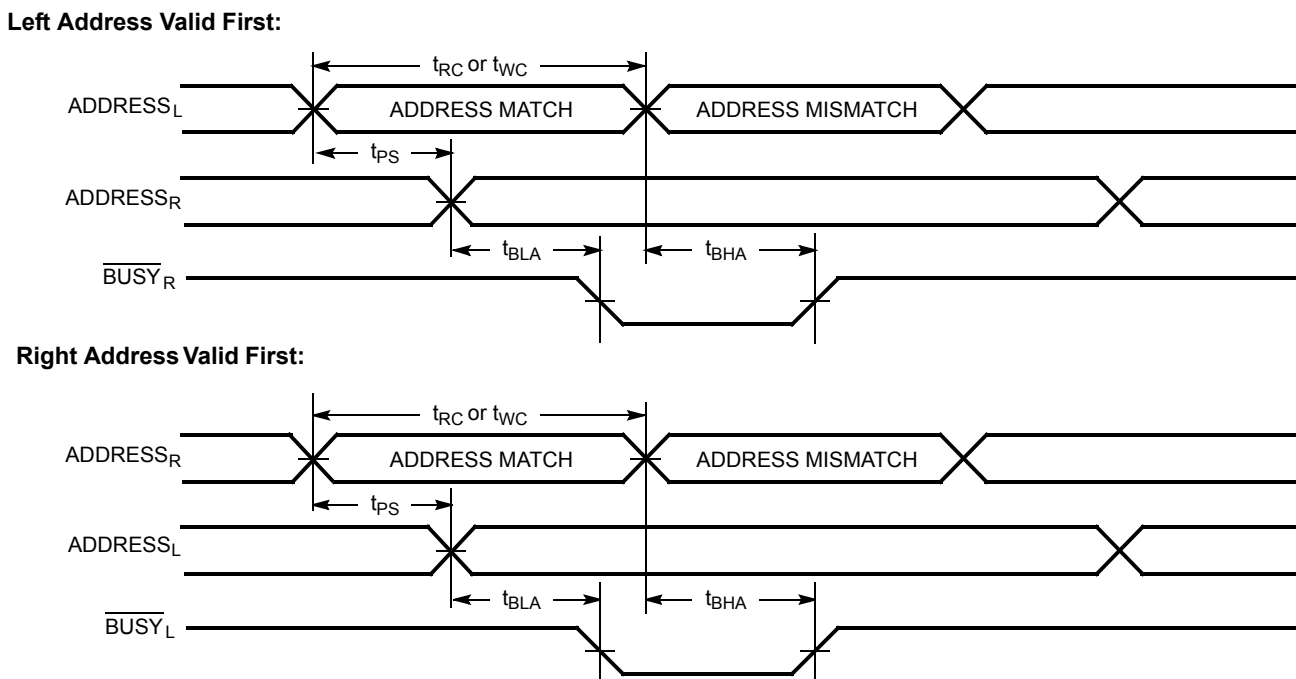 Left Address Valid First:
tRC or tWC
ADDRESSL
ADDRESS MATCH
ADDRESS MISMATCH
tPS
ADDRESSR
tBLA
tBHA
BUSYR
Right Address Valid First:
tRC or tWC
ADDRESSR
ADDRESS MATCH
ADDRESS MISMATCH
tPS
ADDRESSL
tBLA
tBHA
BUSYL